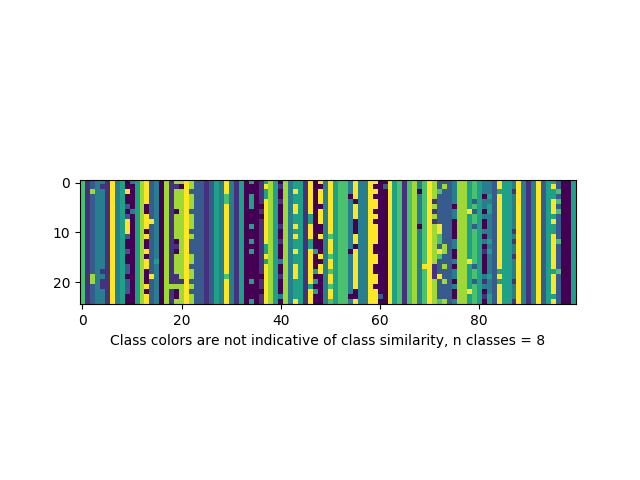 0
10
20
0 20 40 60 80
Class colors are not indicative of class similarity, n classes = 8